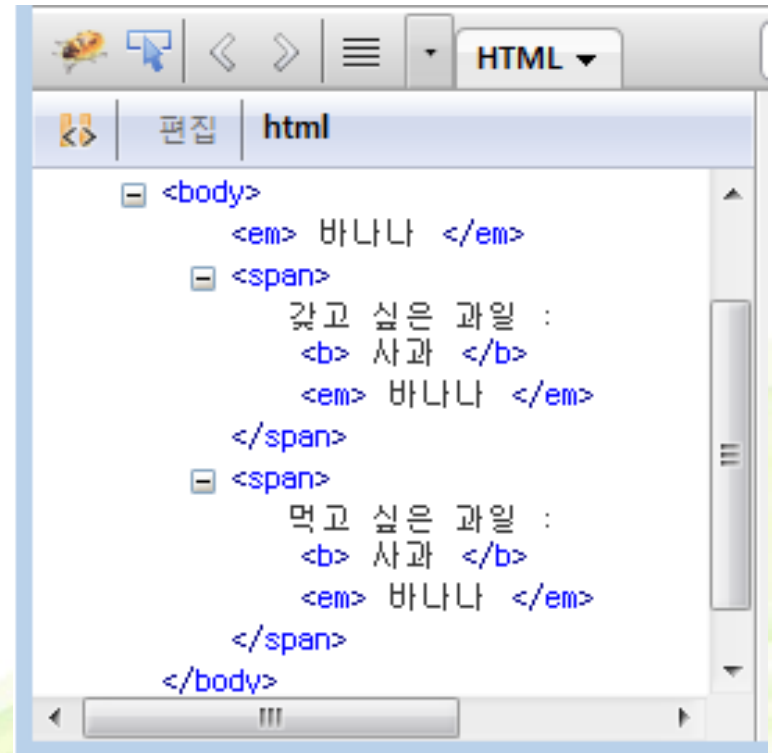 HTML
편집 html
<body>
<em> 바나나 </em>
<span>
갖고 싶은 과일 :
<b> 사과 </b>
<em> 바나나 </em>
</span>
<span>
먹고 싶은 과일 :
<b> 사과 </b>
<em> 바나나 </em>
</span>
</body>